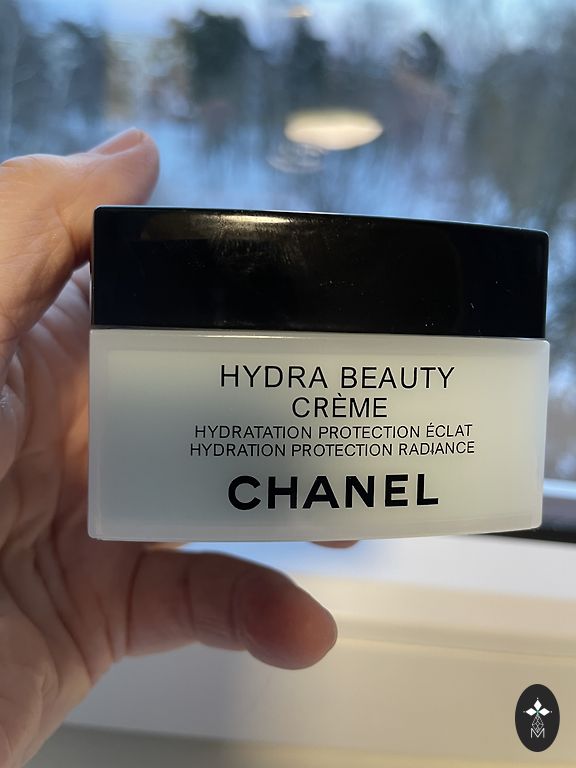 HYDRA BEAUTY
CRÈME
HYDRATATION PROTECTION ÉCLAT
HYDRATION PROTECTION RADIANCE
CHANEL
M